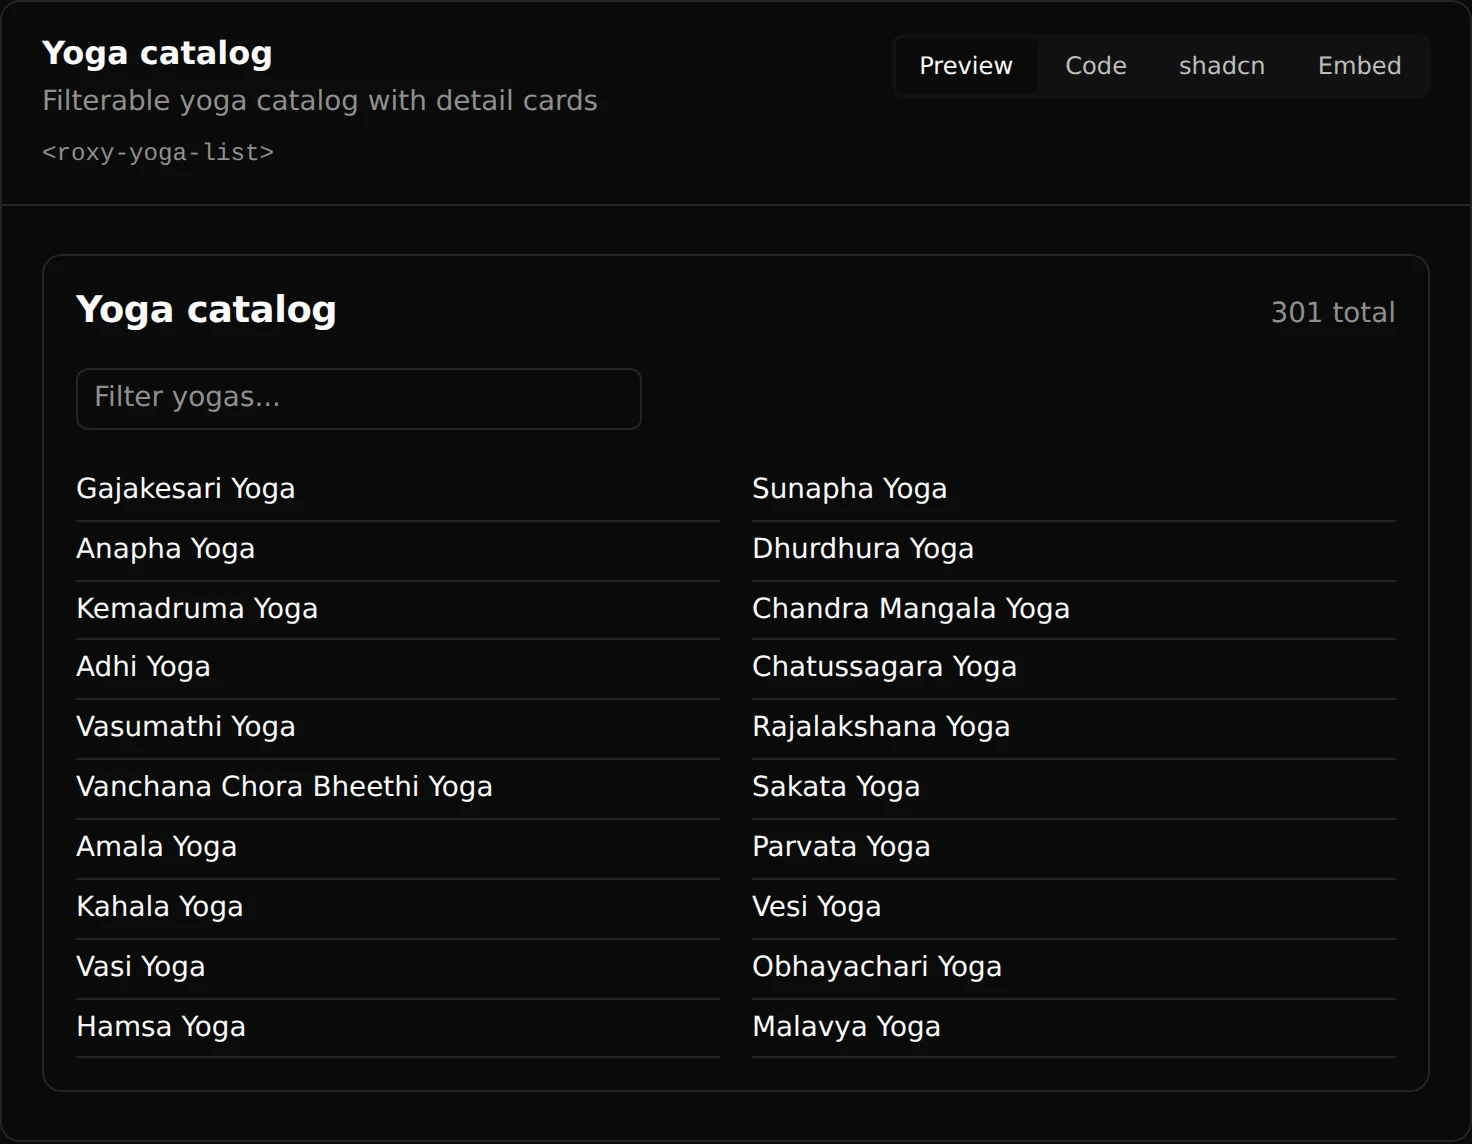 Yoga catalog
Filterable yoga catalog with detail cards
<roxy-yoga-list>
Preview Code shadcn Embed
Yoga catalog
301 total
Filter yogas...
Gajakesari Yoga
Sunapha Yoga
Anapha Yoga
Dhurdhura Yoga
Kemadruma Yoga
Chandra Mangala Yoga
Adhi Yoga
Chatussagara Yoga
Vasumathi Yoga
Rajalakshana Yoga
Vanchana Chora Bheethi Yoga
Sakata Yoga
Amala Yoga
Parvata Yoga
Kahala Yoga
Vesi Yoga
Vasi Yoga
Obhayachari Yoga
Hamsa Yoga
Malavya Yoga